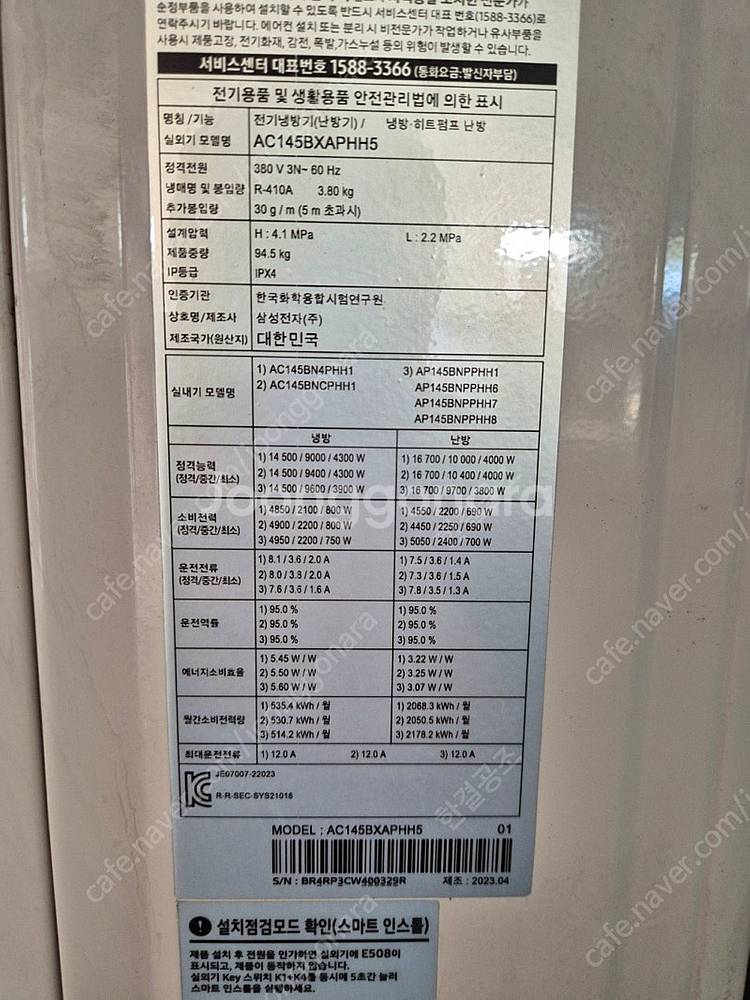 순정부품을 사용하여 설치할 수 있도록 반드시 서비스센터 대표 번호(1588-3366)로
연락주시기 바랍니다. 에어컨 설치 또는 분리 시 비전문가가 작업하거나 유사부품을
사용시 제품고장, 전기화재, 감전, 폭발,가스누설 등의 위험이 발생할 수 있습니다.
서비스센터 대표번호 1588-3366 (통화요금:발신자부담)
전기용품 및 생활용품 안전관리법에 의한 표시
명칭 /기능 전기냉방기(난방기) / 냉방·히트펌프 난방
실외기 모델명 AC145BXAPHH5
정격전원 380 V 3N~ 60 Hz
냉매명 및 봉입량 R-410A 3.80 kg
추가봉입량 30 g / m (5 m 초과시)
설계압력 H : 4.1 MPa L : 2.2 MPa
제품중량 94.5 kg
IP등급 IPX4
인증기관 한국화학융합시험연구원
상호명/제조사 삼성전자(주)
제조국가(원산지) 대한민국
실내기 모델명
1) AC145BN4PHH1 3) AP145BNPPHH1
2) AC145BNCPHH1 AP145BNPPHH6
AP145BNPPHH7
AP145BNPPHH8
냉방 난방
정격능력 (정격/중간/최소)
1) 14 500 / 9000 / 4300 W 1) 16 700 / 10 000 / 4000 W
2) 14 500 / 9400 / 4300 W 2) 16 700 / 10 400 / 4000 W
3) 14 500 / 9600 / 3900 W 3) 16 700 / 9700 / 3800 W
소비전력 (정격/중간/최소)
1) 4850 / 2100 / 800 W 1) 4550 / 2200 / 690 W
2) 4900 / 2200 / 800 W 2) 4450 / 2250 / 690 W
3) 4950 / 2200 / 750 W 3) 5050 / 2400 / 700 W
운전전류 (정격/중간/최소)
1) 8.1 / 3.6 / 2.0 A 1) 7.5 / 3.6 / 1.4 A
2) 8.0 / 3.8 / 2.0 A 2) 7.3 / 3.6 / 1.5 A
3) 7.6 / 3.6 / 1.6 A 3) 7.8 / 3.5 / 1.3 A
운전역률
1) 95.0 % 1) 95.0 %
2) 95.0 % 2) 95.0 %
3) 95.0 % 3) 95.0 %
에너지소비효율
1) 5.45 W / W 1) 3.22 W / W
2) 5.50 W / W 2) 3.25 W / W
3) 5.60 W / W 3) 3.07 W / W
월간소비전력량
1) 535.4 kWh / 월 1) 2068.3 kWh / 월
2) 530.7 kWh / 월 2) 2050.5 kWh / 월
3) 514.2 kWh / 월 3) 2178.2 kWh / 월
최대운전전류 1) 12.0 A 2) 12.0 A 3) 12.0 A
JE07007-22023
R-R-SEC-SYS21016
MODEL : AC145BXAPHH5 01
S/N : BR4RP3CW400329R 제조 : 2023.04
설치점검모드 확인(스마트 인스톨)
제품 설치 후 전원을 인가하면 실외기에 E508이
표시되고, 제품이 동작하지 않습니다.
실외기 Key 스위치 K1+K4를 동시에 5초간 눌러
스마트 인스톨을 실행하세요.
joonggonara
한결공조